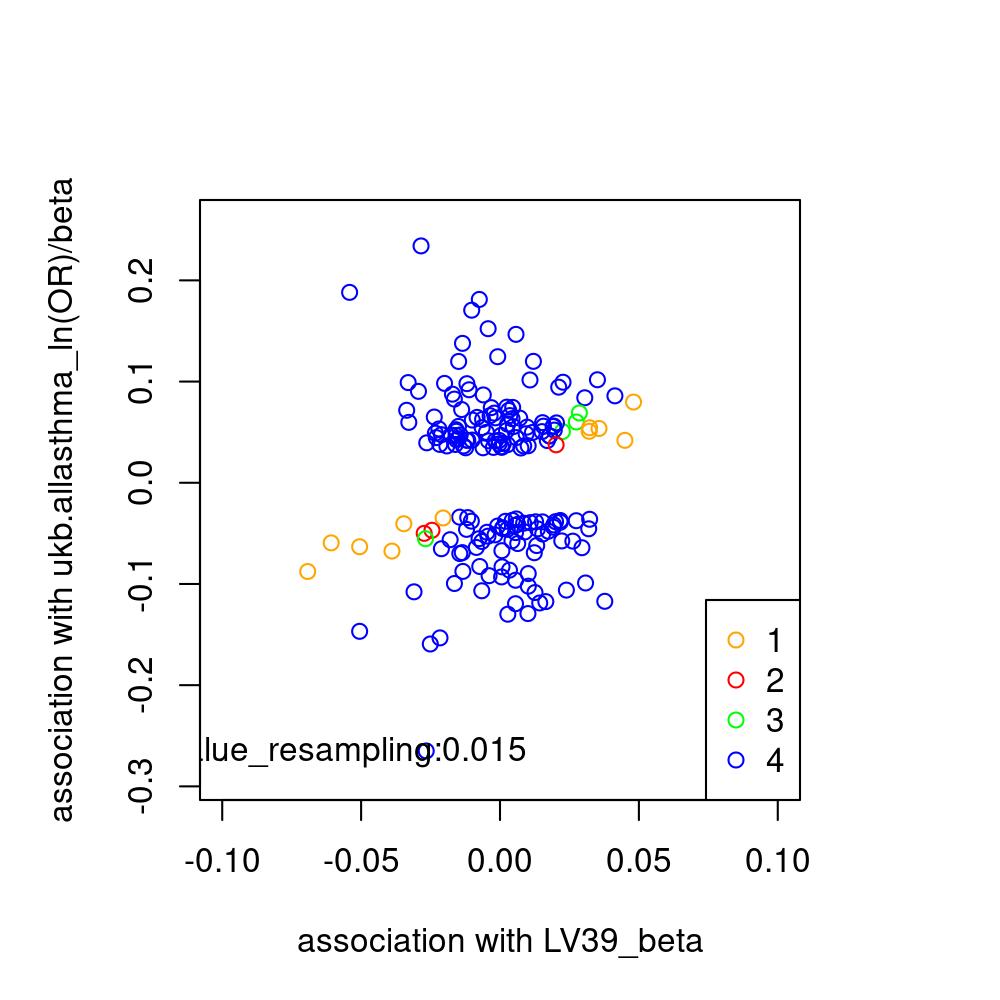 association with ukb.allasthma_ln(OR)/beta
0.2
0.1
0.0
-0.1
-0.2
-0.3
lue_resampling:0.015
1
2
3
4
-0.10 -0.05 0.00 0.05 0.10
association with LV39_beta